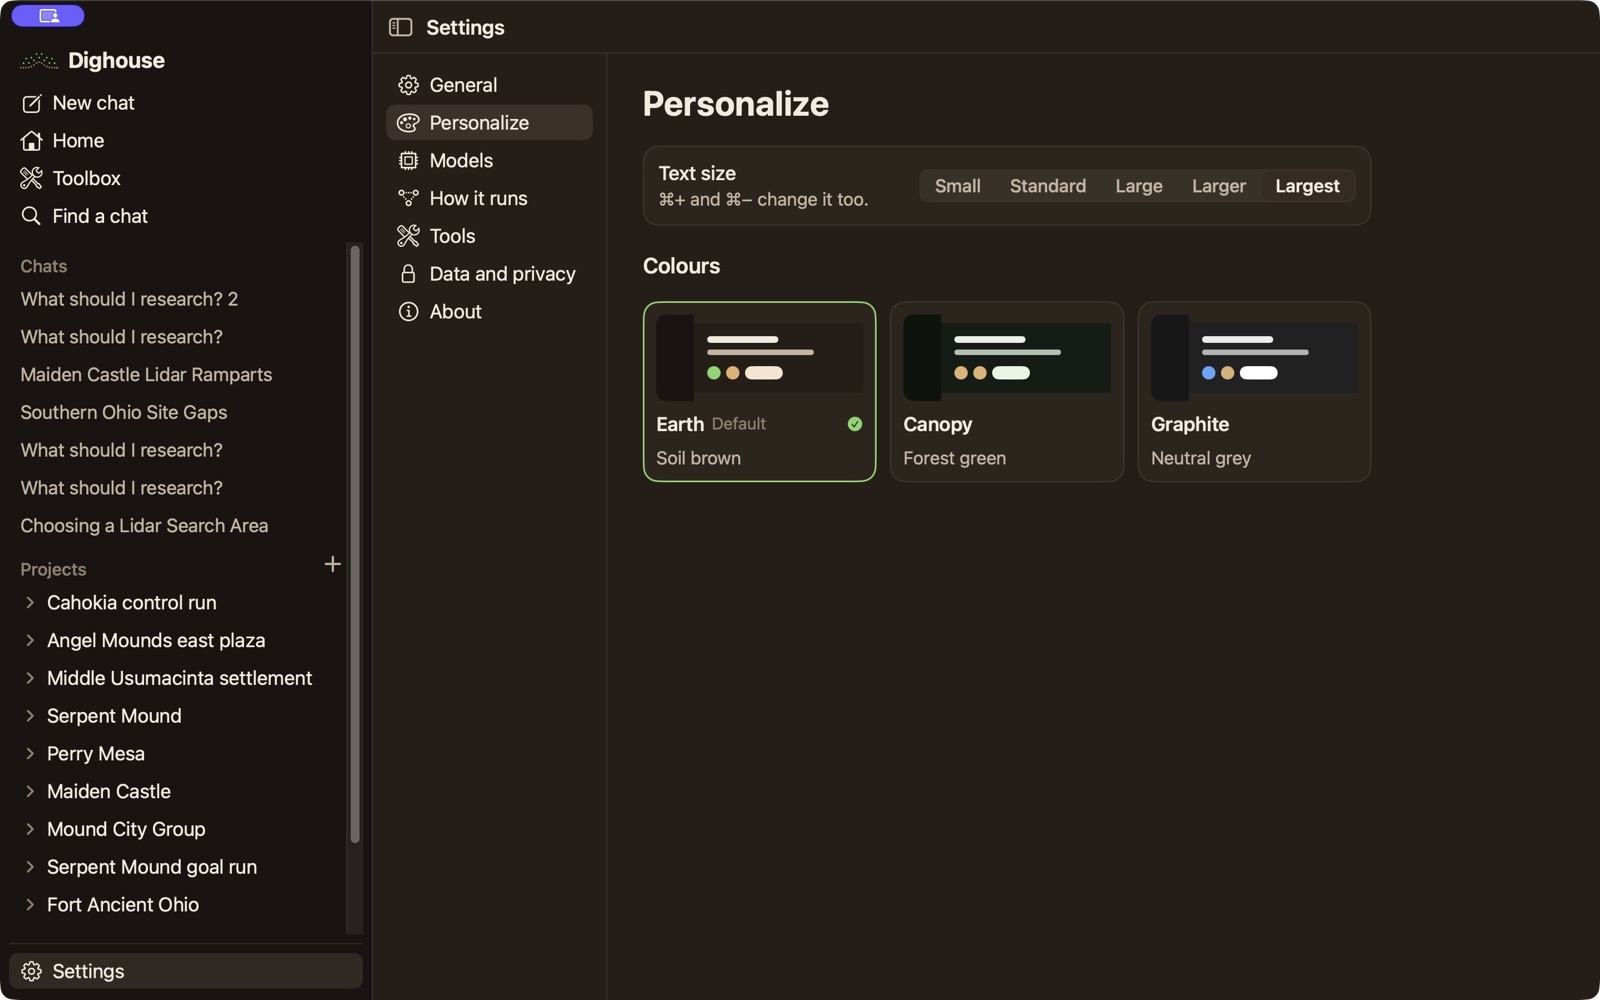 Dighouse
New chat
Home
Toolbox
Find a chat
Chats
What should I research? 2
What should I research?
Maiden Castle Lidar Ramparts
Southern Ohio Site Gaps
What should I research?
What should I research?
Choosing a Lidar Search Area
Projects
Cahokia control run
Angel Mounds east plaza
Middle Usumacinta settlement
Serpent Mound
Perry Mesa
Maiden Castle
Mound City Group
Serpent Mound goal run
Fort Ancient Ohio
Settings
Settings
General
Personalize
Models
How it runs
Tools
Data and privacy
About
Personalize
Text size
⌘+ and ⌘– change it too.
Small Standard Large Larger Largest
Colours
Earth Default
Soil brown
Canopy
Forest green
Graphite
Neutral grey